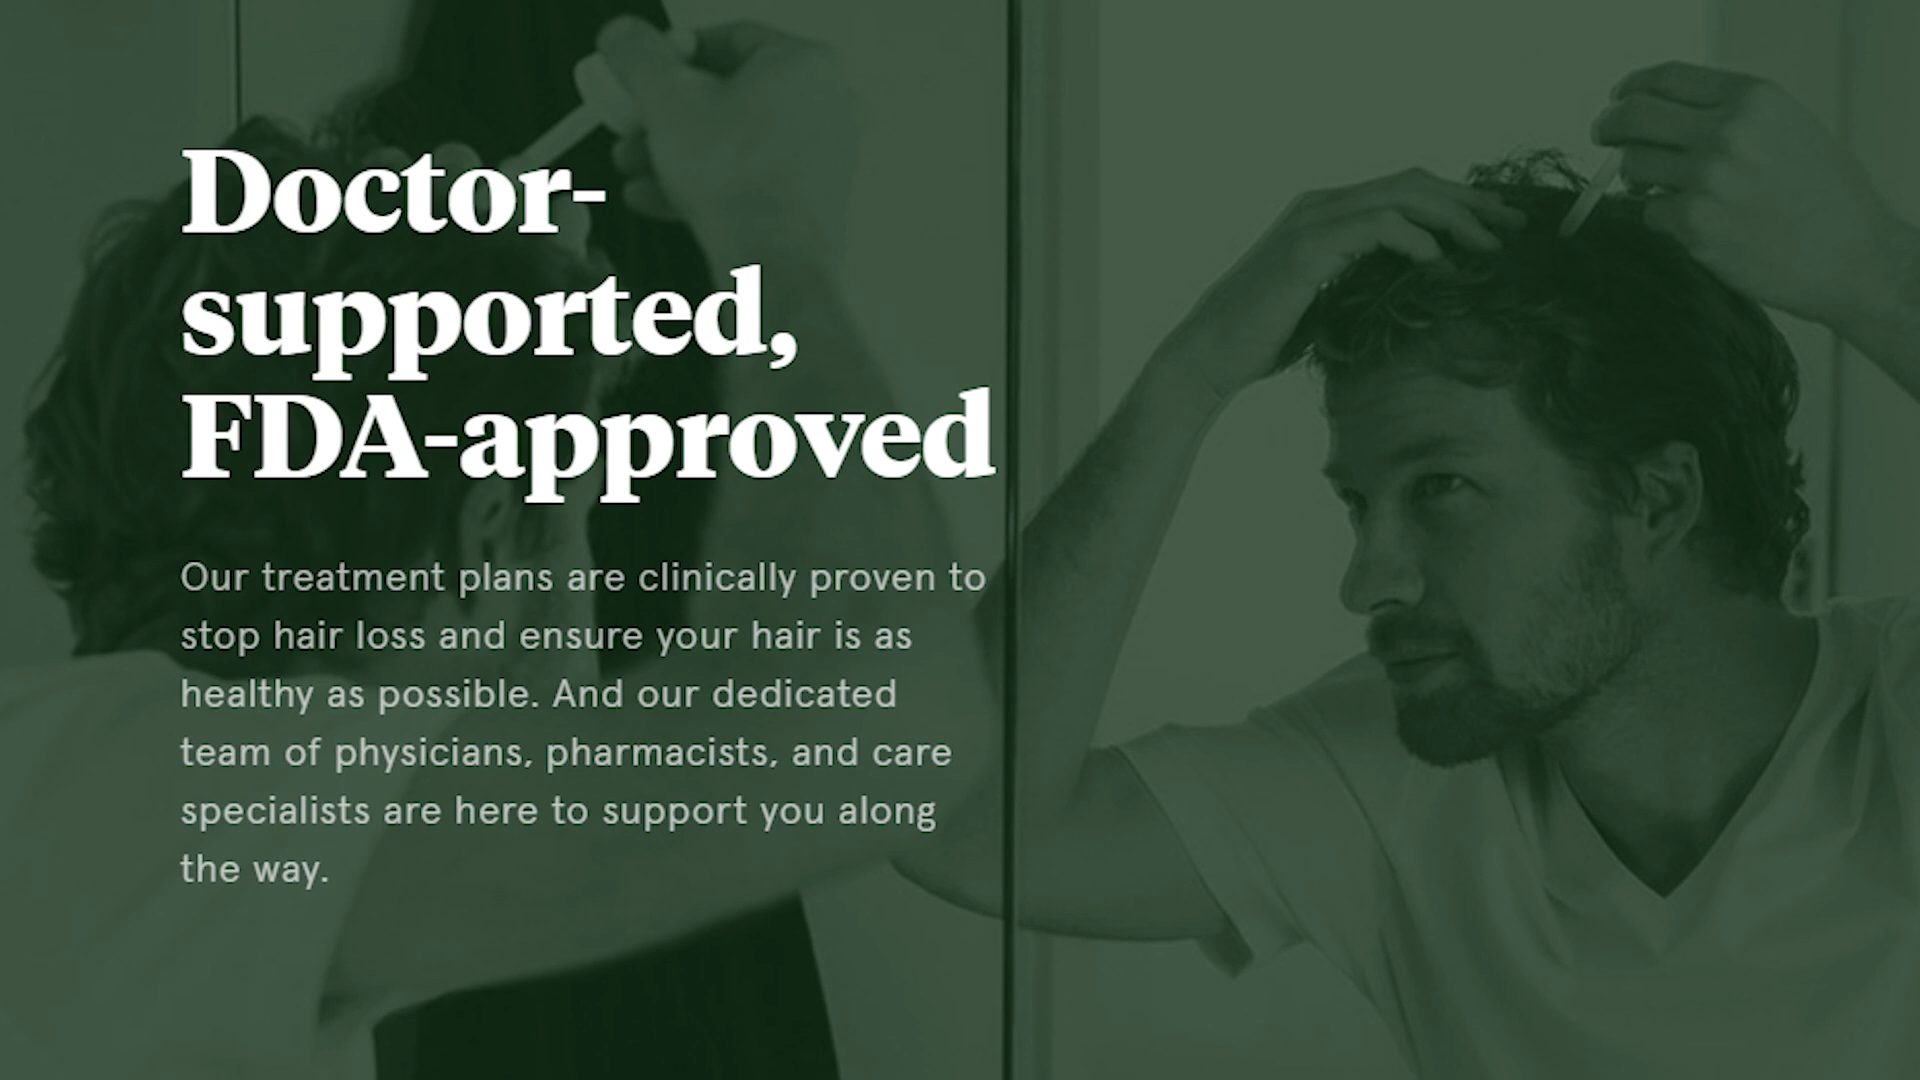 Doctor-
supported,
FDA-approved
Our treatment plans are clinically proven to
stop hair loss and ensure your hair is as
healthy as possible. And our dedicated
team of physicians, pharmacists, and care
specialists are here to support you along
the way.